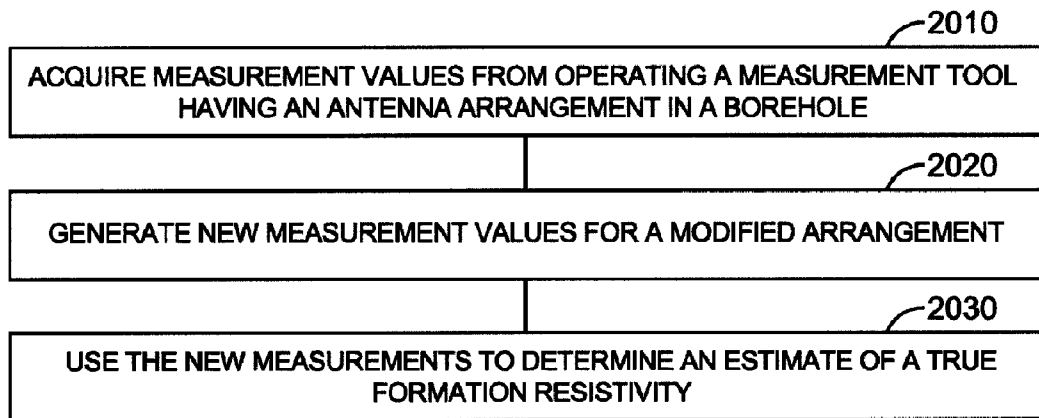 2010
ACQUIRE MEASUREMENT VALUES FROM OPERATING A MEASUREMENT TOOL
HAVING AN ANTENNA ARRANGEMENT IN A BOREHOLE
2020
GENERATE NEW MEASUREMENT VALUES FOR A MODIFIED ARRANGEMENT
2030
USE THE NEW MEASUREMENTS TO DETERMINE AN ESTIMATE OF A TRUE
FORMATION RESISTIVITY